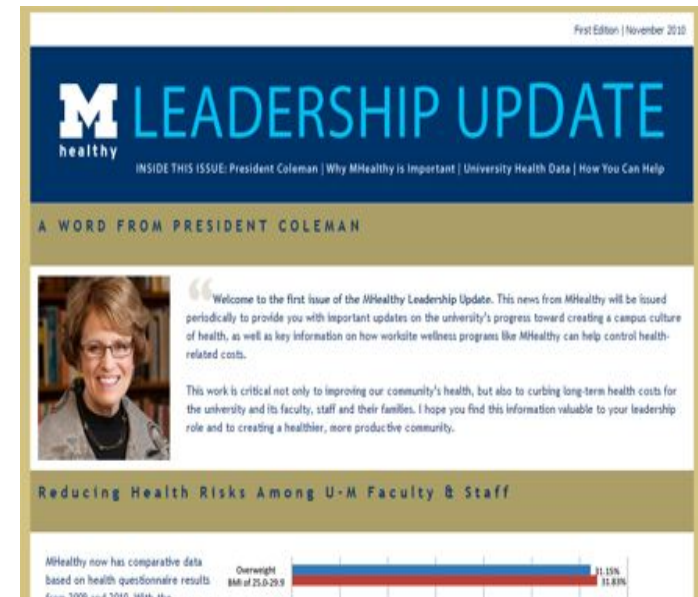 First Edition | November 2010
M LEADERSHIP UPDATE
healthy
INSIDE THIS ISSUE: President Coleman | Why MHealthy is Important | University Health Data | How You Can Help
A WORD FROM PRESIDENT COLEMAN
“Welcome to the first issue of the MHealthy Leadership Update. This news from MHealthy will be issued
periodically to provide you with important updates on the university's progress toward creating a campus culture
of health, as well as key information on how worksite wellness programs like MHealthy can help control health-
related costs.
This work is critical not only to improving our community's health, but also to curbing long-term health costs for
the university and its faculty, staff and their families. I hope you find this information valuable to your leadership
role and to creating a healthier, more productive community.
Reducing Health Risks Among U-M Faculty & Staff
MHealthy now has comparative data
based on health questionnaire results
from 2009 and 2010. With the
Overweight
BMI of 25.0-29.9
31.15%
31.83%